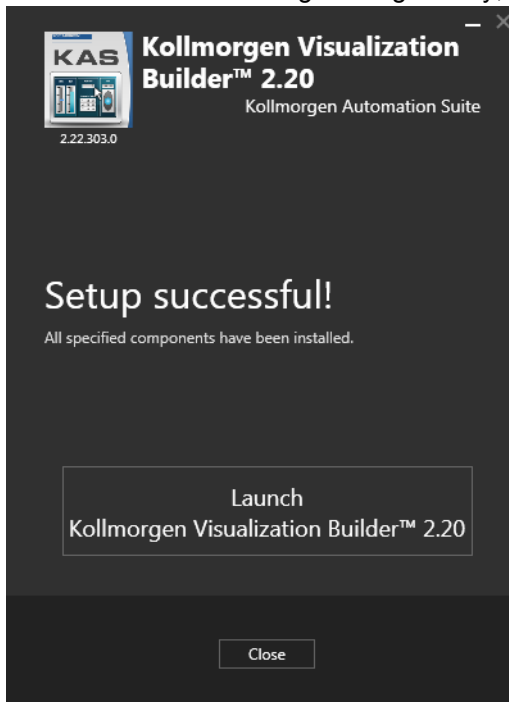 KAS
Kollmorgen Visualization
Builder™ 2.20
Kollmorgen Automation Suite
2.22.303.0
Setup successful!
All specified components have been installed.
Launch
Kollmorgen Visualization Builder™ 2.20
Close